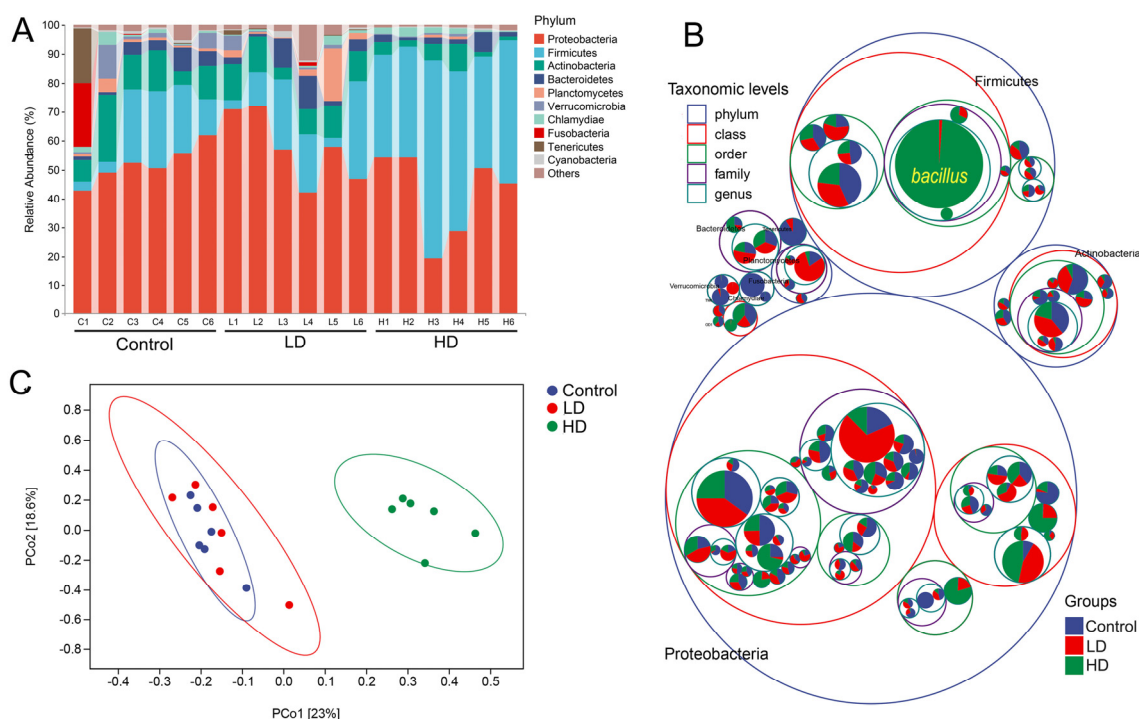 A
Relative Abundance (%)
100
90
80
70
60
50
40
30
20
10
0
C1 C2 C3 C4 C5 C6 L1 L2 L3 L4 L5 L6 H1 H2 H3 H4 H5 H6
Control LD HD
Phylum
Proteobacteria
Firmicutes
Actinobacteria
Bacteroidetes
Planctomycetes
Verrucomicrobia
Chlamydiae
Fusobacteria
Tenericutes
Cyanobacteria
Others
B
Taxonomic levels
phylum
class
order
family
genus
Firmicutes
bacillus
Bacteroidetes
Planctomycetes
Fusobacteria
Verrucomicrobia
Chlamydiae
Actinobacteria
Proteobacteria
Groups
Control
LD
HD
C
PCo2 [18.6%]
0.8
0.6
0.4
0.2
0.0
-0.2
-0.4
-0.6
-0.8
-0.4 -0.3 -0.2 -0.1 0.0 0.1 0.2 0.3 0.4 0.5
PCo1 [23%]
Control
LD
HD